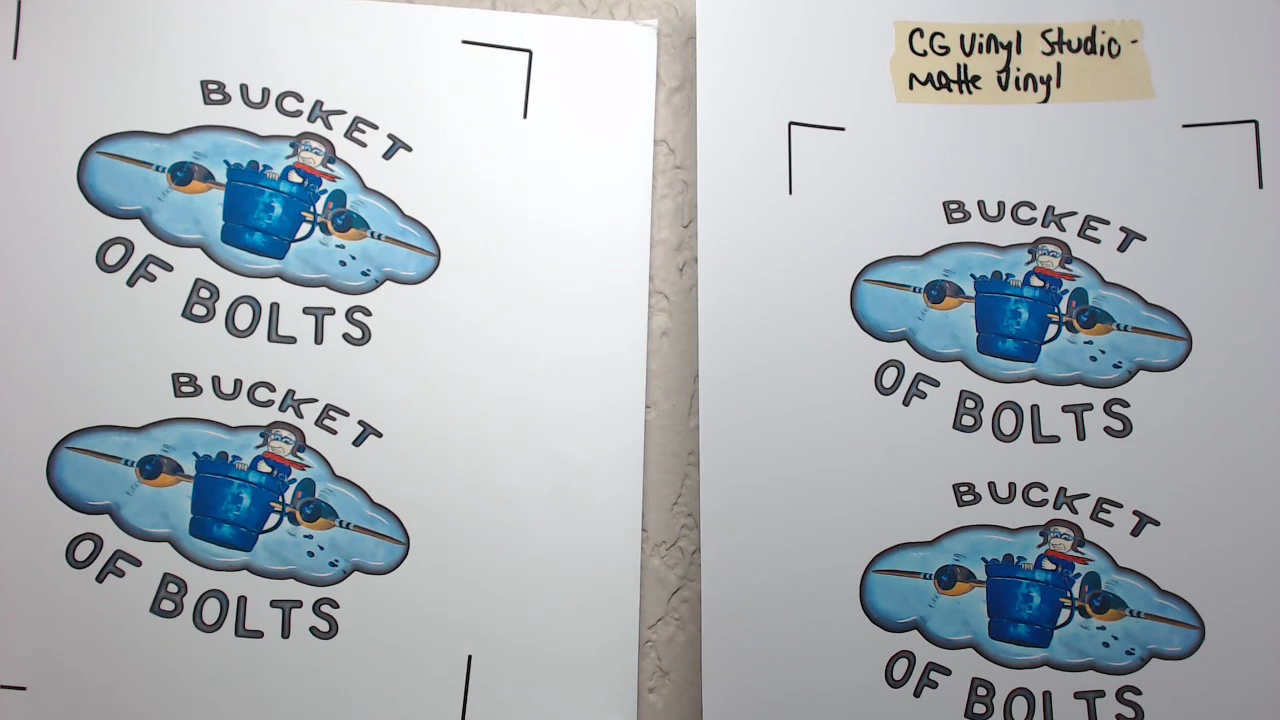 BUCKET
OF BOLTS
BUCKET
OF BOLTS
CG Vinyl Studio -
Matte Vinyl
BUCKET
OF BOLTS
BUCKET
OF BOLTS